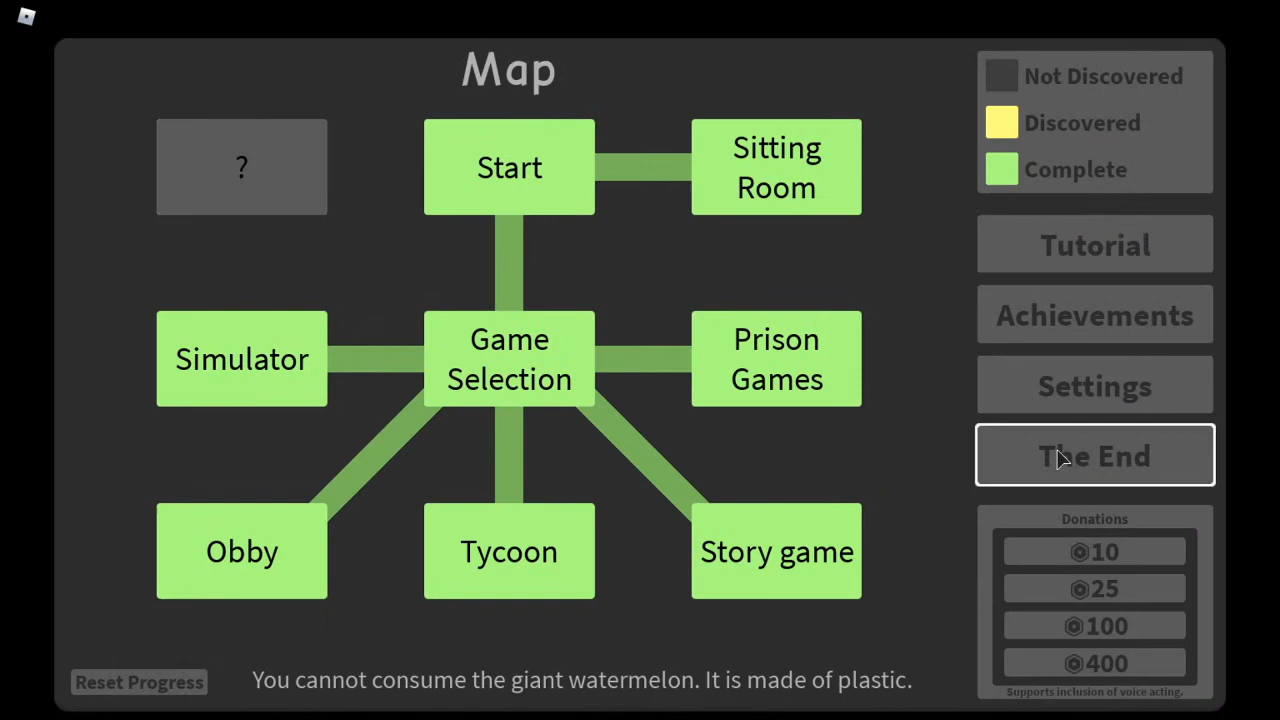 Map
?
Start
Sitting
Room
Simulator
Game
Selection
Prison
Games
Obby
Tycoon
Story game
Reset Progress
You cannot consume the giant watermelon. It is made of plastic.
Not Discovered
Discovered
Complete
Tutorial
Achievements
Settings
The End
Donations
10
25
100
400
Supports inclusion of voice acting.